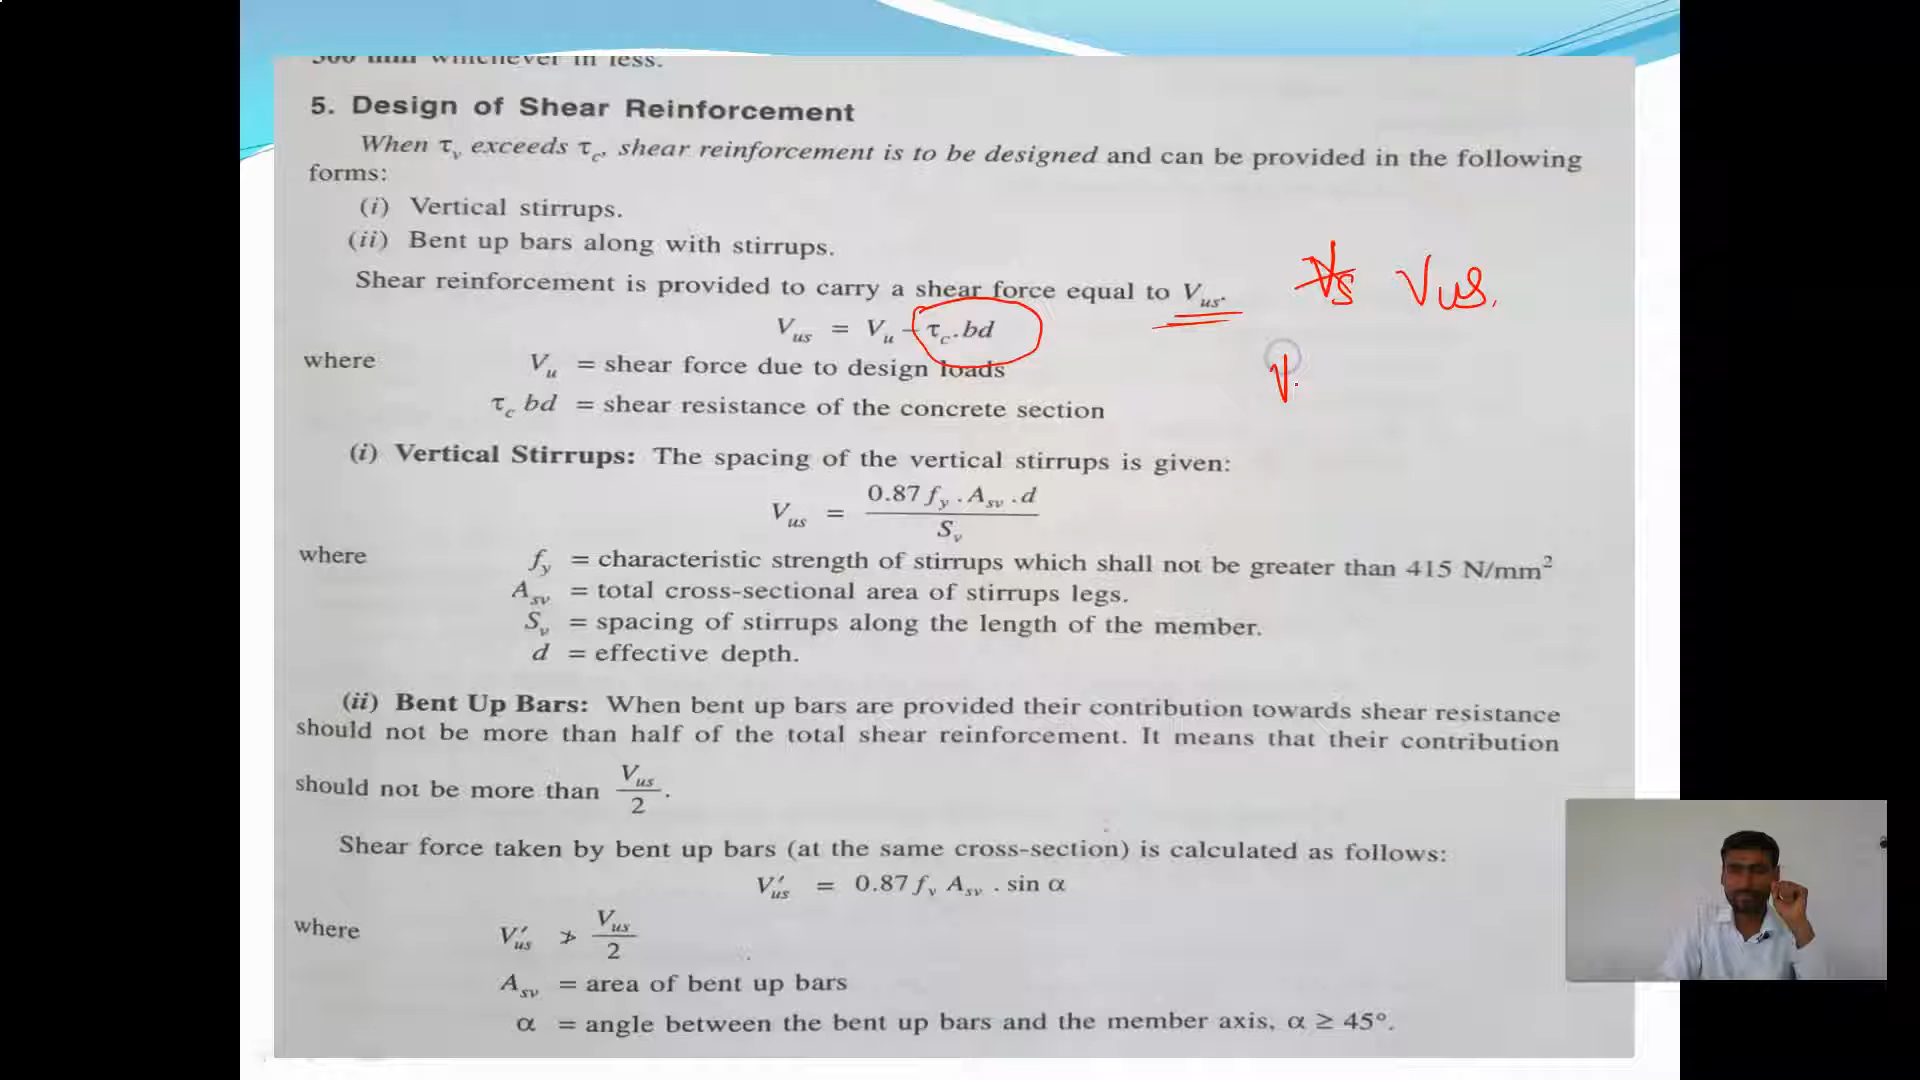 300 mm whichever in less.
5. Design of Shear Reinforcement
When τv exceeds τc, shear reinforcement is to be designed and can be provided in the following
forms:
(i) Vertical stirrups.
(ii) Bent up bars along with stirrups.
Shear reinforcement is provided to carry a shear force equal to Vus.
Vs Vus.
Vus = Vu – τc.bd
where Vu = shear force due to design loads
V.
τc bd = shear resistance of the concrete section
(i) Vertical Stirrups: The spacing of the vertical stirrups is given:
Vus = 0.87 fy . Asv . d / Sv
where fy = characteristic strength of stirrups which shall not be greater than 415 N/mm²
Asv = total cross-sectional area of stirrups legs.
Sv = spacing of stirrups along the length of the member.
d = effective depth.
(ii) Bent Up Bars: When bent up bars are provided their contribution towards shear resistance
should not be more than half of the total shear reinforcement. It means that their contribution
should not be more than Vus / 2.
Shear force taken by bent up bars (at the same cross-section) is calculated as follows:
V′us = 0.87 fy Asv . sin α
where V′us ≯ Vus / 2
Asv = area of bent up bars
α = angle between the bent up bars and the member axis, α ≥ 45°.